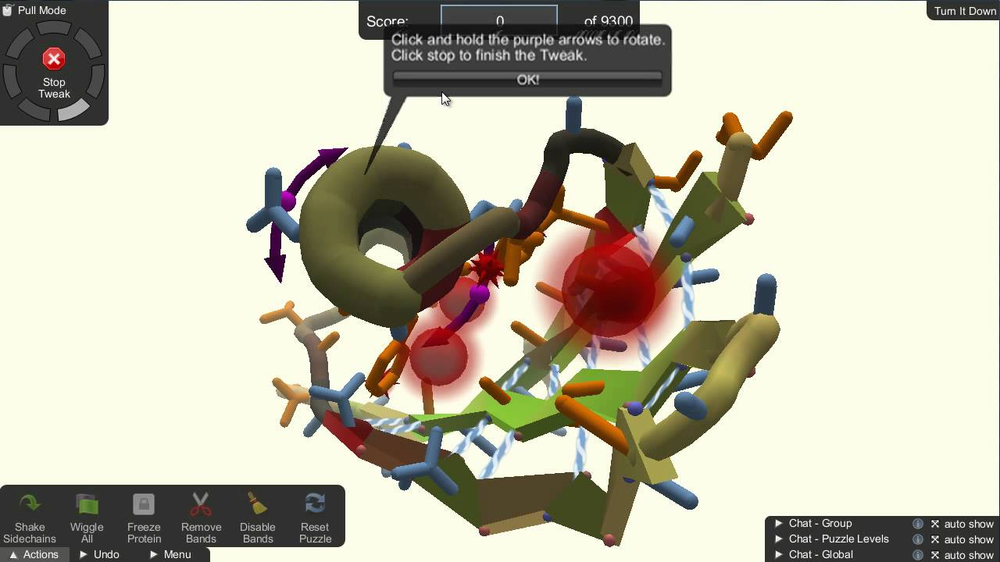 Pull Mode
Stop
Tweak
Score: 0 of 9300
Turn It Down
Click and hold the purple arrows to rotate.
Click stop to finish the Tweak.
OK!
Shake
Sidechains
Wiggle
All
Freeze
Protein
Remove
Bands
Disable
Bands
Reset
Puzzle
Actions
Undo
Menu
Chat - Group
auto show
Chat - Puzzle Levels
auto show
Chat - Global
auto show